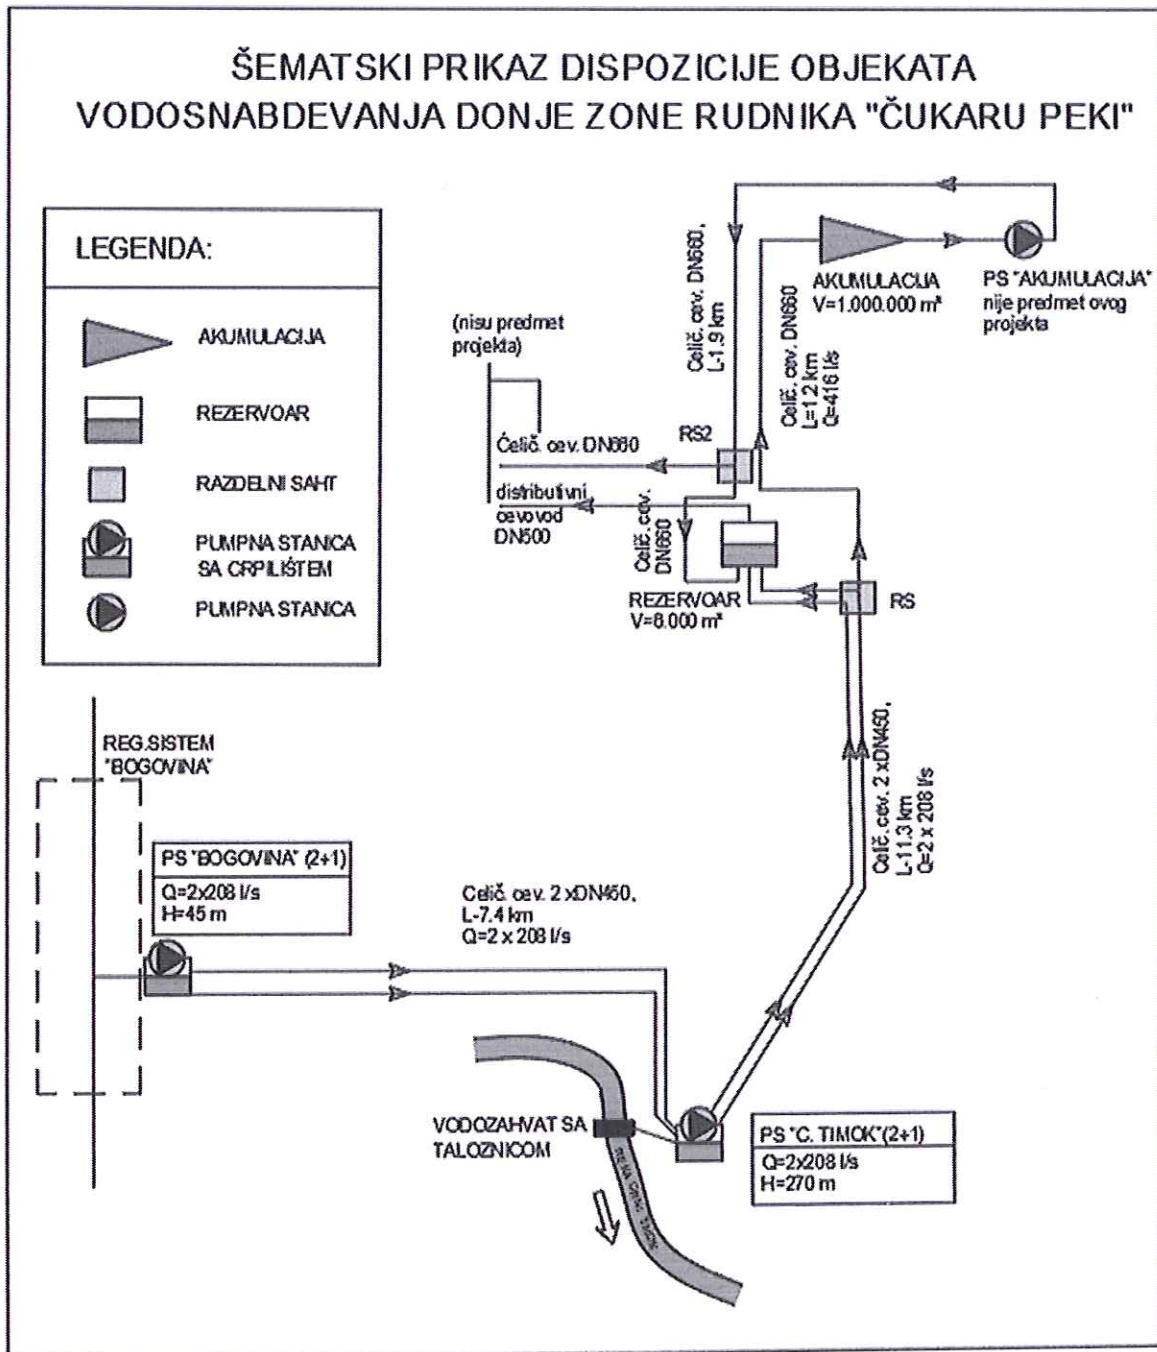 ŠEMATSKI PRIKAZ DISPOZICIJE OBJEKATA
VODOSNABDEVANJA DONJE ZONE RUDNIKA "ČUKARU PEKI"
LEGENDA:
AKUMULACIJA
REZERVOAR
RAZDELNI SAHT
PUMPNA STANICA
SA CRPILIŠTEM
PUMPNA STANICA
(nisu predmet
projekta)
Čelič. cev. DN660,
L-1.9 km
Čelič. cev. DN660
L=1.2 km
Q=416 l/s
AKUMULACIJA
V=1.000.000 m³
PS "AKUMULACIJA"
nije predmet ovog
projekta
RS2
Čelič. cev. DN660
distributivni
cevovod
DN500
Čelič. cev.
DN660
REZERVOAR
V=8.000 m³
RS
Čelič. cev. 2 xDN450,
L-11.3 km
Q=2 x 208 l/s
REG.SISTEM
"BOGOVINA"
PS "BOGOVINA" (2+1)
Q=2x208 l/s
H=45 m
Čelič. cev. 2 xDN450,
L-7.4 km
Q=2 x 208 l/s
VODOZAHVAT SA
TALOZNICOM
PS "C. TIMOK"(2+1)
Q=2x208 l/s
H=270 m